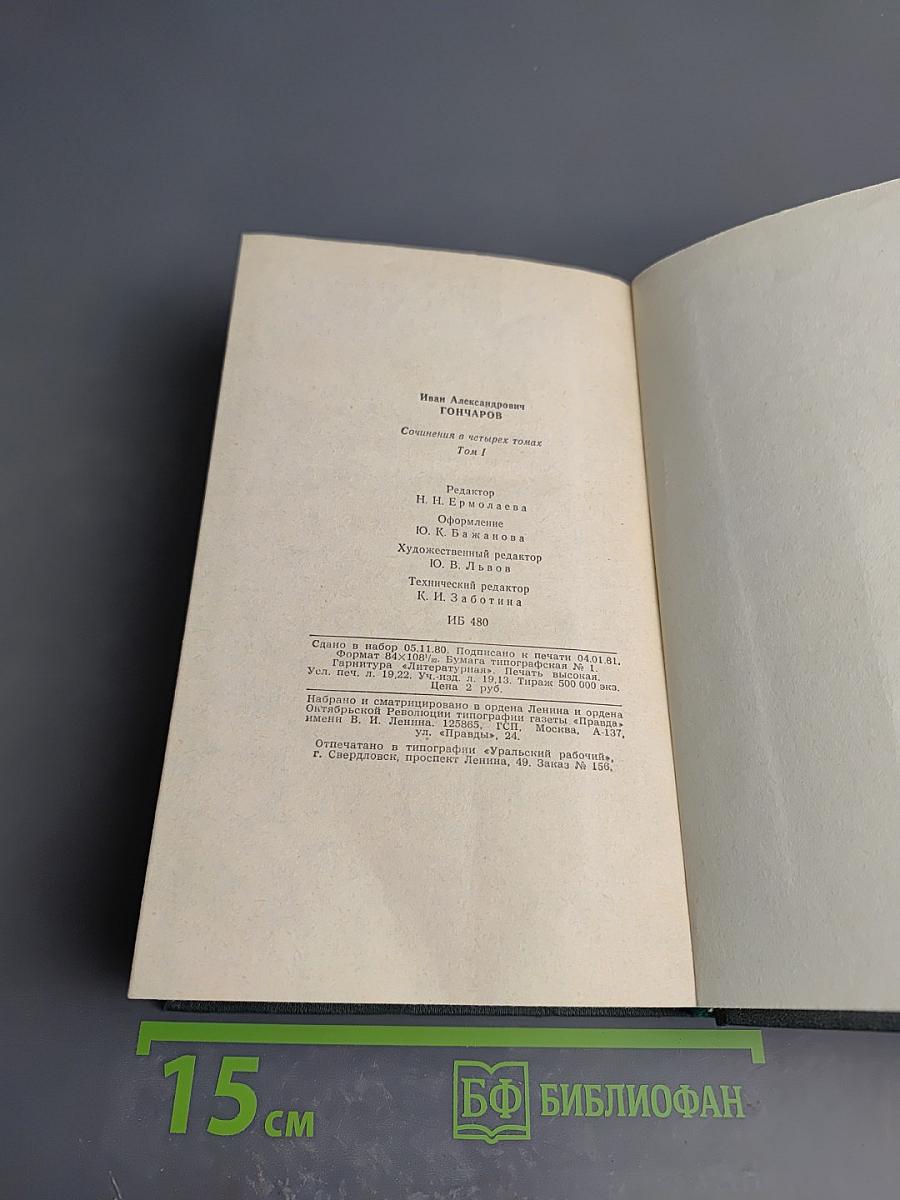 Иван Александрович
ГОНЧАРОВ
Сочинения в четырех томах
Том I
Редактор
Н. Н. Ермолаева
Оформление
Ю. К. Бажанова
Художественный редактор
Ю. В. Львов
Технический редактор
К. И. Заботина
ИБ 480
Сдано в набор 05.11.80. Подписано к печати 04.01.81.
Формат 84×108¹/₃₂. Бумага типографская № 1.
Гарнитура «Литературная». Печать высокая.
Усл. печ. л. 19,22. Уч.-изд. л. 19,13. Тираж 500 000 экз.
Цена 2 руб.
Набрано и сматрицировано в ордена Ленина и ордена
Октябрьской Революции типографии газеты «Правда»
имени В. И. Ленина. 125865, ГСП, Москва, А-137,
ул. «Правды», 24.
Отпечатано в типографии «Уральский рабочий»,
г. Свердловск, проспект Ленина, 49. Заказ № 156.
15 см
БФ БИБЛИОФАН